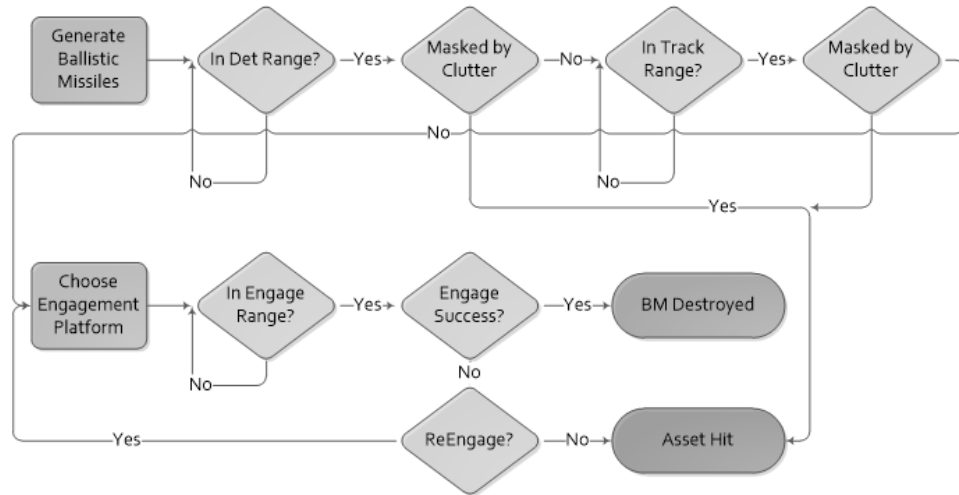 Generate
Ballistic
Missiles
In Det Range?
Yes
Masked by
Clutter
No
In Track
Range?
Yes
Masked by
Clutter
No
No
No
Yes
Choose
Engagement
Platform
In Engage
Range?
Yes
Engage
Success?
Yes
BM Destroyed
No
No
Yes
ReEngage?
No
Asset Hit